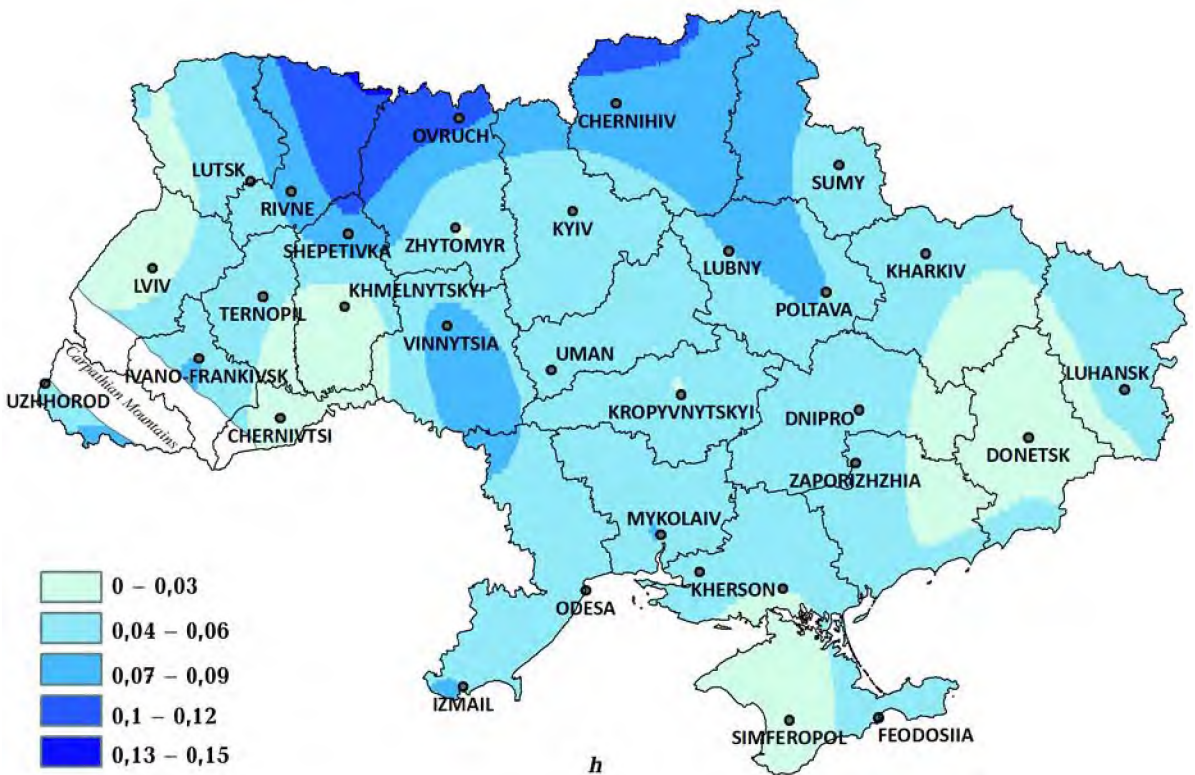 OVRUCH
CHERNIHIV
LUTSK
SUMY
RIVNE
SHEPETIVKA
ZHYTOMYR
KYIV
LVIV
LUBNY
KHARKIV
TERNOPIL
KHMELNYTSKYI
POLTAVA
VINNYTSIA
UMAN
IVANO-FRANKIVSK
LUHANSK
UZHHOROD
Carpathian Mountains
KROPYVNYTSKYI
DNIPRO
CHERNIVTSI
DONETSK
ZAPORIZHZHIA
MYKOLAIV
KHERSON
ODESA
IZMAIL
SIMFEROPOL
FEODOSIIA
0 – 0,03
0,04 – 0,06
0,07 – 0,09
0,1 – 0,12
0,13 – 0,15
h